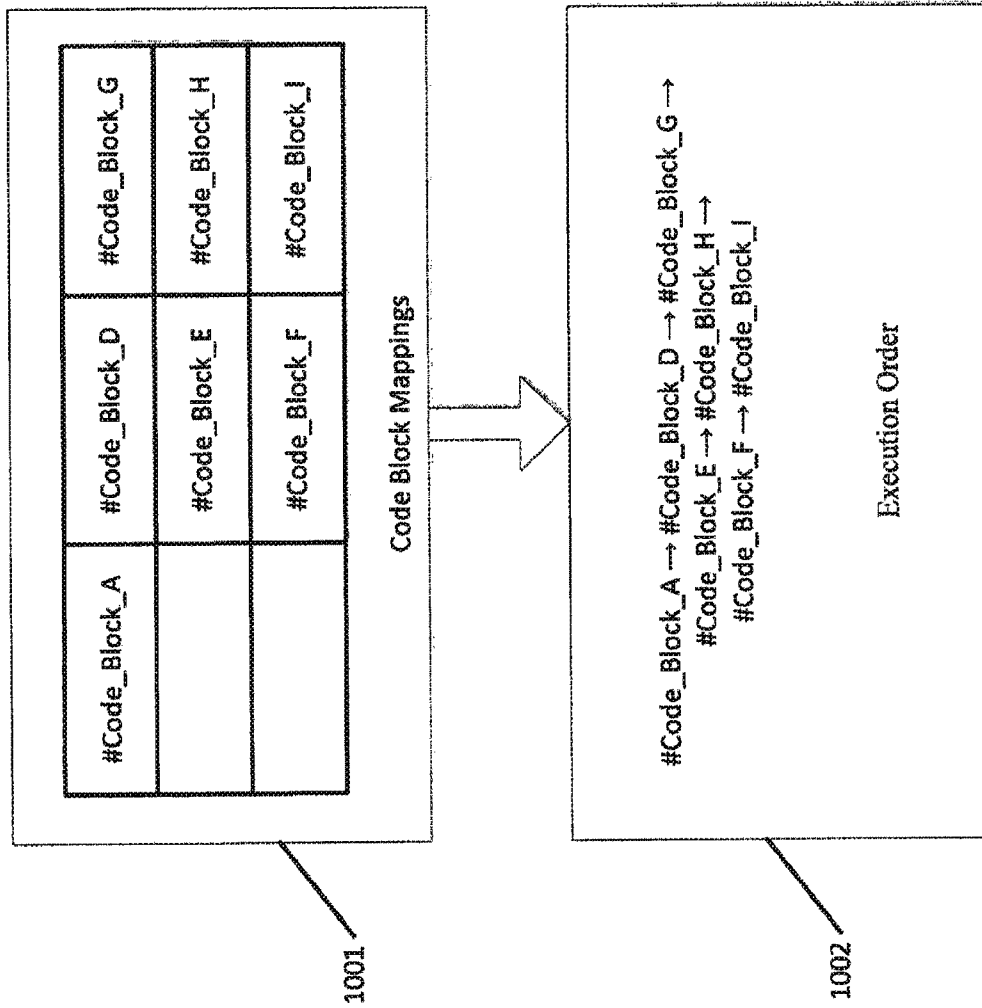 #Code_Block_A #Code_Block_D #Code_Block_G
#Code_Block_E #Code_Block_H
#Code_Block_F #Code_Block_I
Code Block Mappings
1001
#Code_Block_A → #Code_Block_D → #Code_Block_G →
#Code_Block_E → #Code_Block_H →
#Code_Block_F → #Code_Block_I
Execution Order
1002